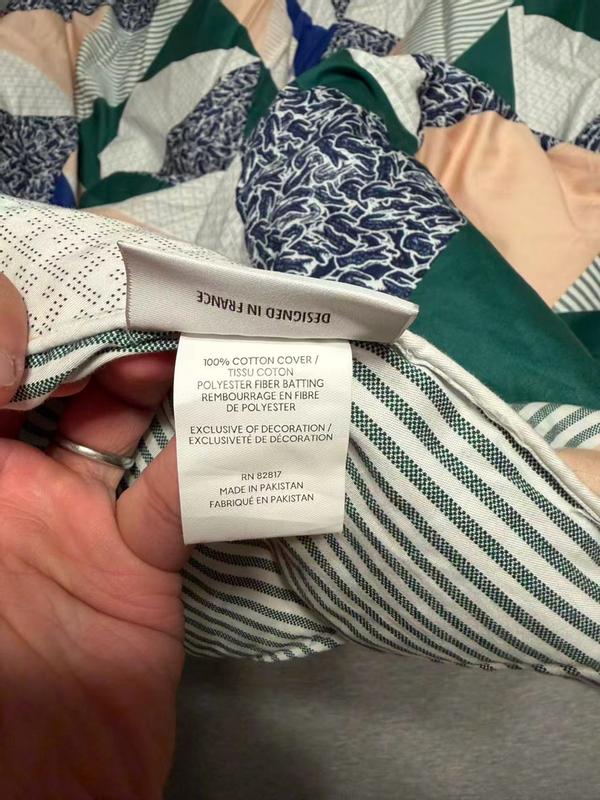 DESIGNED IN FRANCE
100% COTTON COVER /
TISSU COTON
POLYESTER FIBER BATTING
REMBOURRAGE EN FIBRE
DE POLYESTER
EXCLUSIVE OF DECORATION /
EXCLUSIVETÉ DE DÉCORATION
RN 82817
MADE IN PAKISTAN
FABRIQUÉ EN PAKISTAN